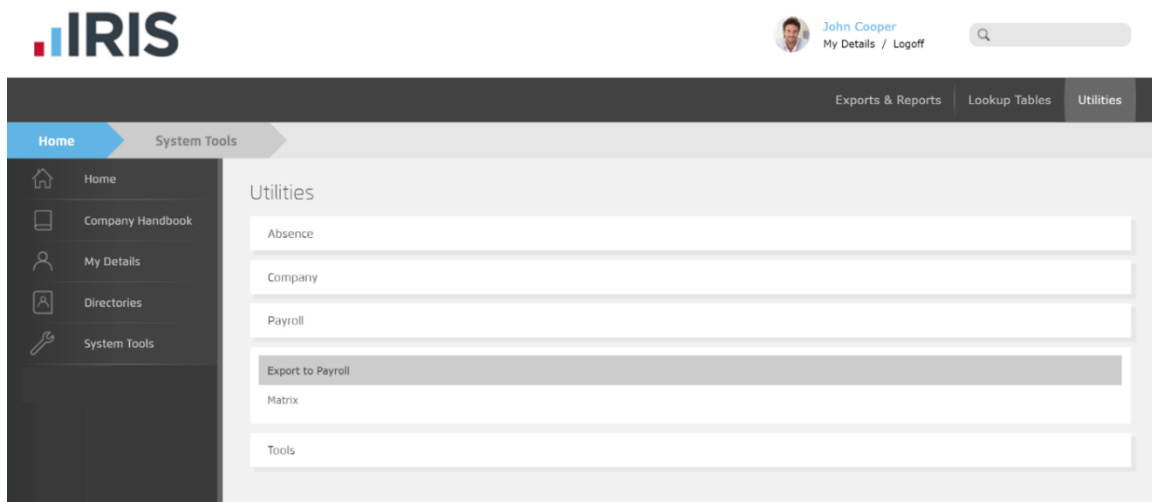 IRIS
John Cooper
My Details / Logoff
Exports & Reports Lookup Tables Utilities
Home System Tools
Home
Company Handbook
My Details
Directories
System Tools
Utilities
Absence
Company
Payroll
Export to Payroll
Matrix
Tools